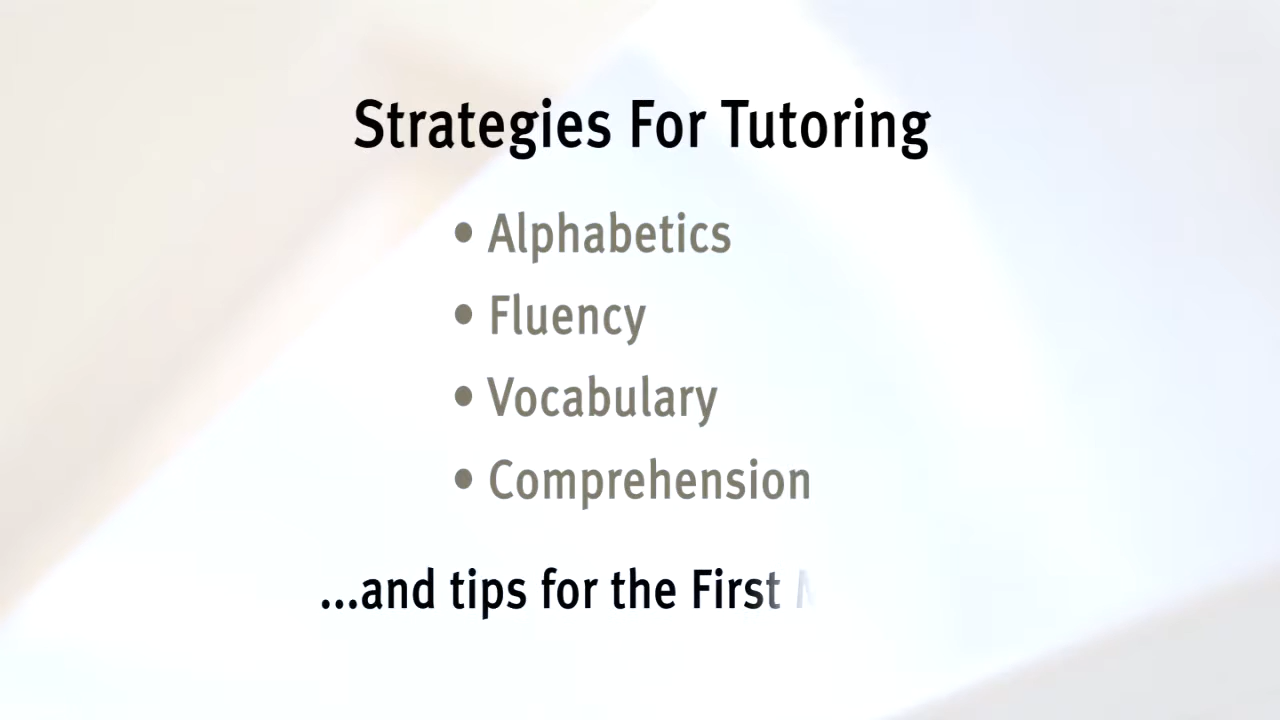 Strategies For Tutoring
• Alphabetics
• Fluency
• Vocabulary
• Comprehension
...and tips for the First